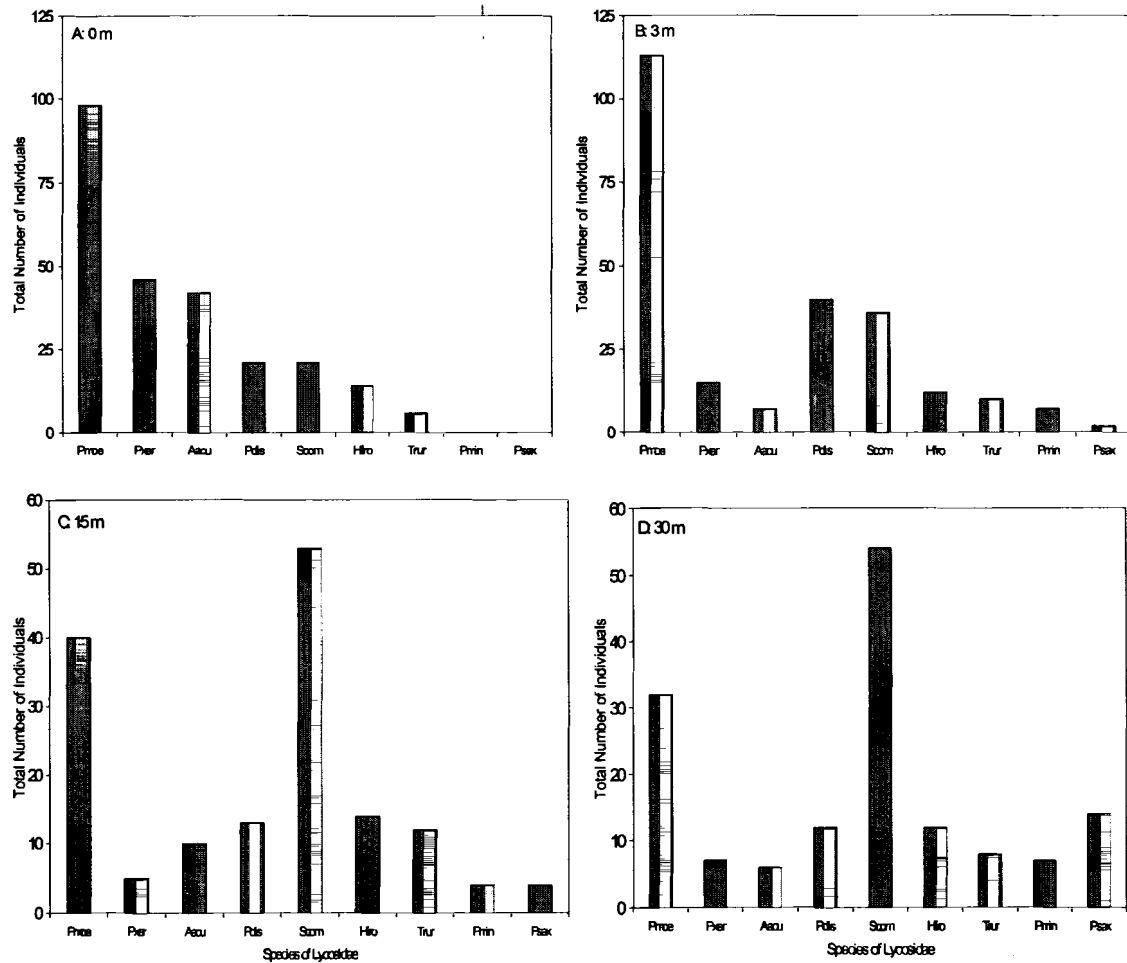 A: 0 m
Total Number of Individuals
125
100
75
50
25
0
Pmoe Pxer Aacu Pdis Scom Hfro Trur Pmin Psax
B: 3 m
Total Number of Individuals
125
100
75
50
25
0
Pmoe Pxer Aacu Pdis Scom Hfro Trur Pmin Psax
C: 15 m
Total Number of Individuals
60
50
40
30
20
10
0
Pmoe Pxer Aacu Pdis Scom Hfro Trur Pmin Psax
Species of Lycosidae
D: 30 m
Total Number of Individuals
60
50
40
30
20
10
0
Pmoe Pxer Aacu Pdis Scom Hfro Trur Pmin Psax
Species of Lycosidae